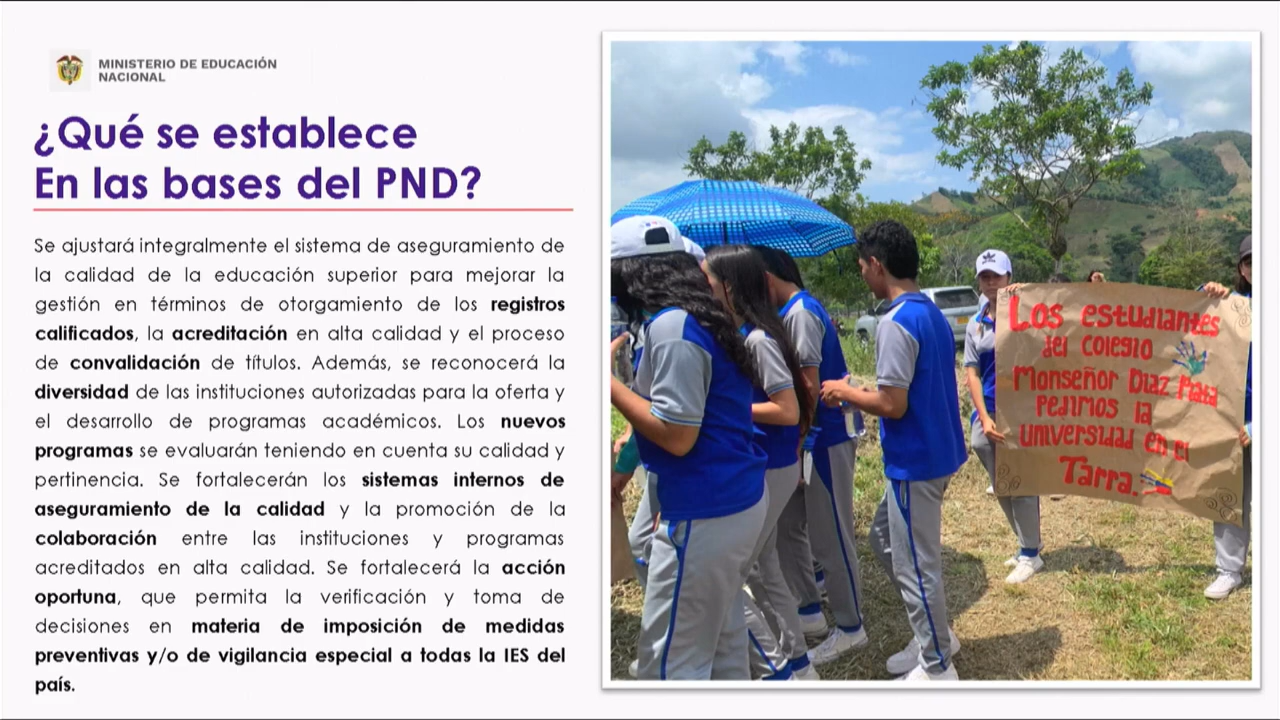 MINISTERIO DE EDUCACIÓN
NACIONAL
¿Qué se establece
En las bases del PND?
Se ajustará integralmente el sistema de aseguramiento de
la calidad de la educación superior para mejorar la
gestión en términos de otorgamiento de los registros
calificados, la acreditación en alta calidad y el proceso
de convalidación de títulos. Además, se reconocerá la
diversidad de las instituciones autorizadas para la oferta y
el desarrollo de programas académicos. Los nuevos
programas se evaluarán teniendo en cuenta su calidad y
pertinencia. Se fortalecerán los sistemas internos de
aseguramiento de la calidad y la promoción de la
colaboración entre las instituciones y programas
acreditados en alta calidad. Se fortalecerá la acción
oportuna, que permita la verificación y toma de
decisiones en materia de imposición de medidas
preventivas y/o de vigilancia especial a todas la IES del
país.
Los estudiantes
del colegio
Monseñor Diaz Plata
Pedimos la
universidad en el
Tarra.